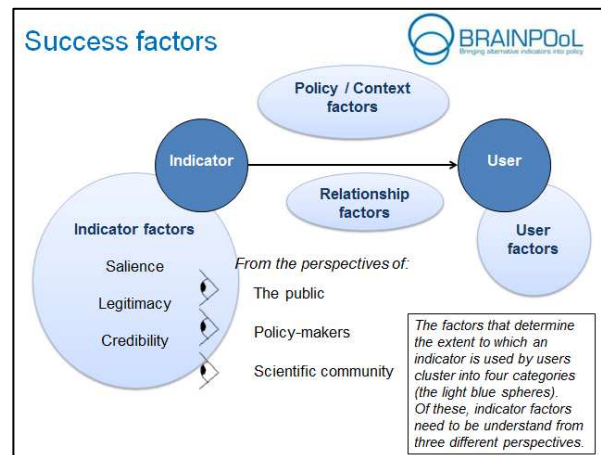 Success factors
BRAINPOoL
Bringing alternative indicators into policy
Policy / Context
factors
Indicator
User
Relationship
factors
Indicator factors
User
factors
Salience
Legitimacy
Credibility
From the perspectives of:
The public
Policy-makers
Scientific community
The factors that determine
the extent to which an
indicator is used by users
cluster into four categories
(the light blue spheres).
Of these, indicator factors
need to be understand from
three different perspectives.